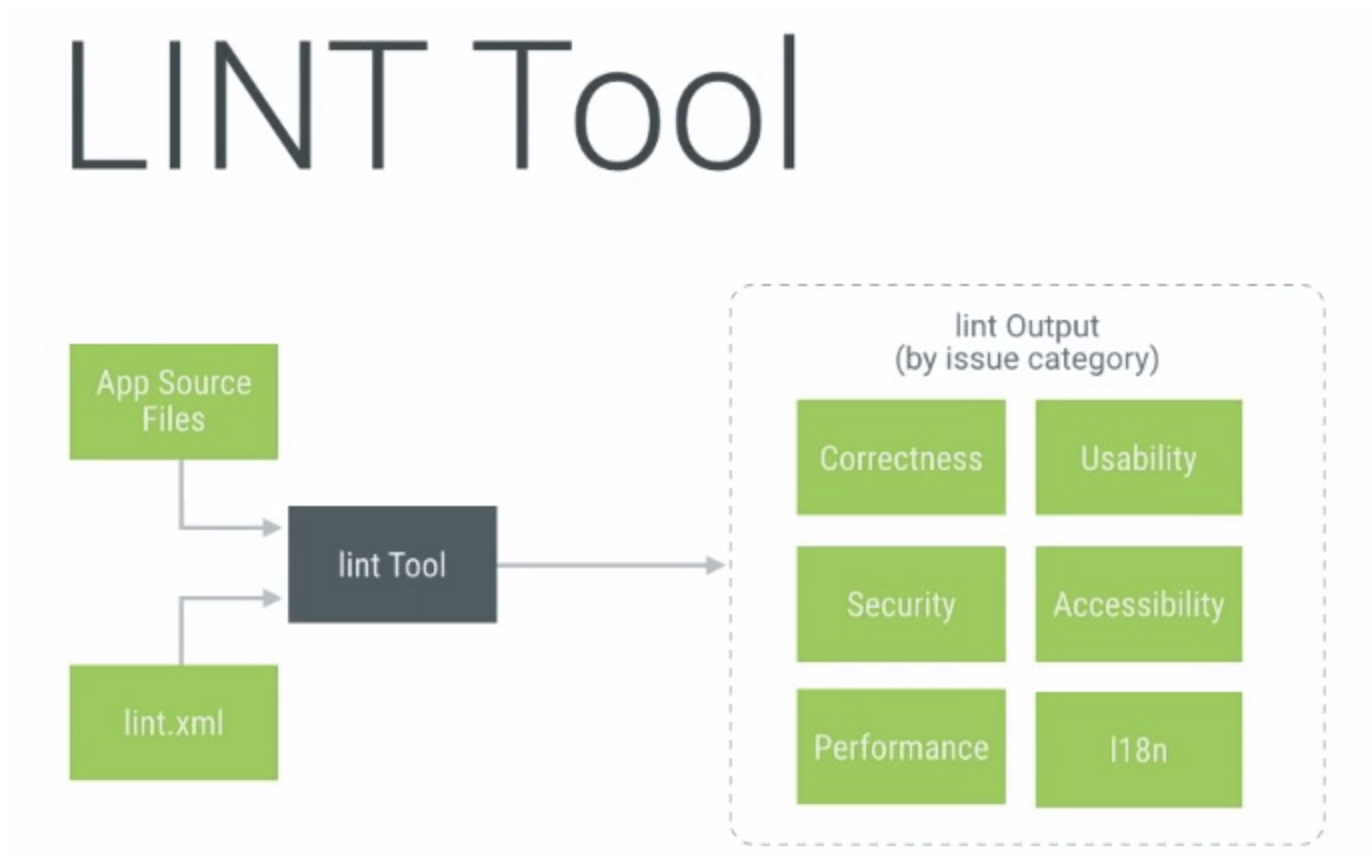 LINT Tool
App Source
Files
lint Tool
lint.xml
lint Output
(by issue category)
Correctness
Usability
Security
Accessibility
Performance
I18n